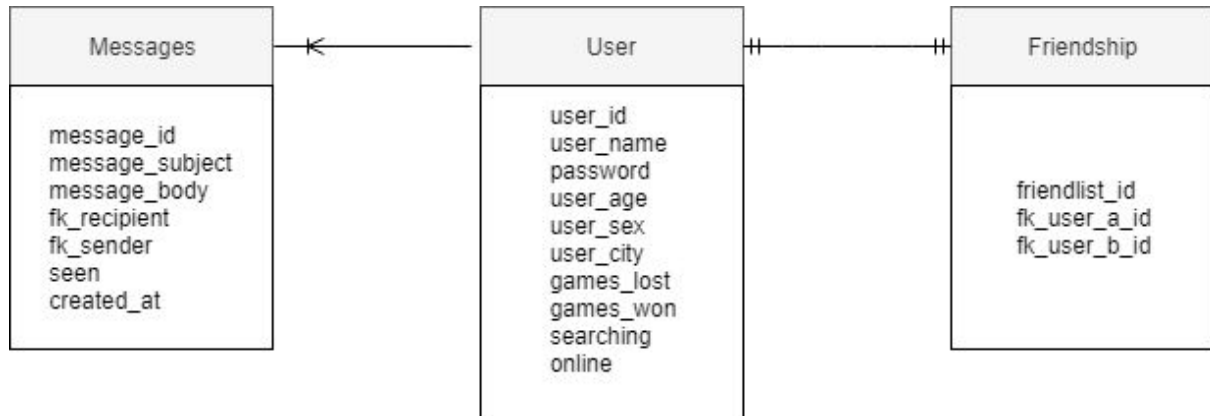 Messages
message_id
message_subject
message_body
fk_recipient
fk_sender
seen
created_at
User
user_id
user_name
password
user_age
user_sex
user_city
games_lost
games_won
searching
online
Friendship
friendlist_id
fk_user_a_id
fk_user_b_id